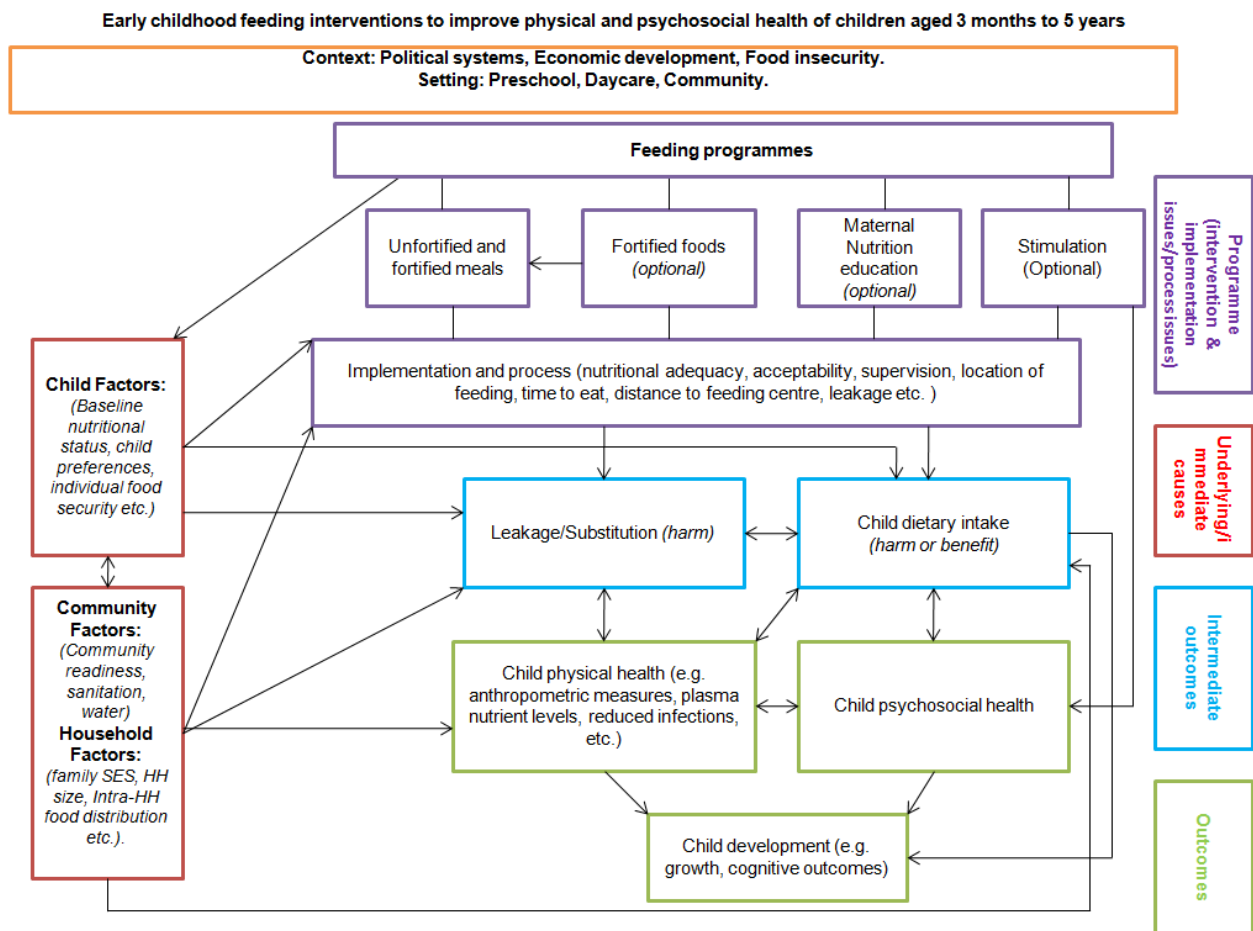 Early childhood feeding interventions to improve physical and psychosocial health of children aged 3 months to 5 years
Context: Political systems, Economic development, Food insecurity.
Setting: Preschool, Daycare, Community.
Feeding programmes
Unfortified and
fortified meals
Fortified foods
(optional)
Maternal
Nutrition
education
(optional)
Stimulation
(Optional)
Programme
(intervention &
implementation
issues/process issues)
Child Factors:
(Baseline
nutritional
status, child
preferences,
individual food
security etc.)
Implementation and process (nutritional adequacy, acceptability, supervision, location of
feeding, time to eat, distance to feeding centre, leakage etc. )
Underlying/i
mmediate
causes
Leakage/Substitution (harm)
Child dietary intake
(harm or benefit)
Community
Factors:
(Community
readiness,
sanitation,
water)
Household
Factors:
(family SES, HH
size, Intra-HH
food distribution
etc.).
Intermediate
outcomes
Child physical health (e.g.
anthropometric measures, plasma
nutrient levels, reduced infections,
etc.)
Child psychosocial health
Child development (e.g.
growth, cognitive outcomes)
Outcomes